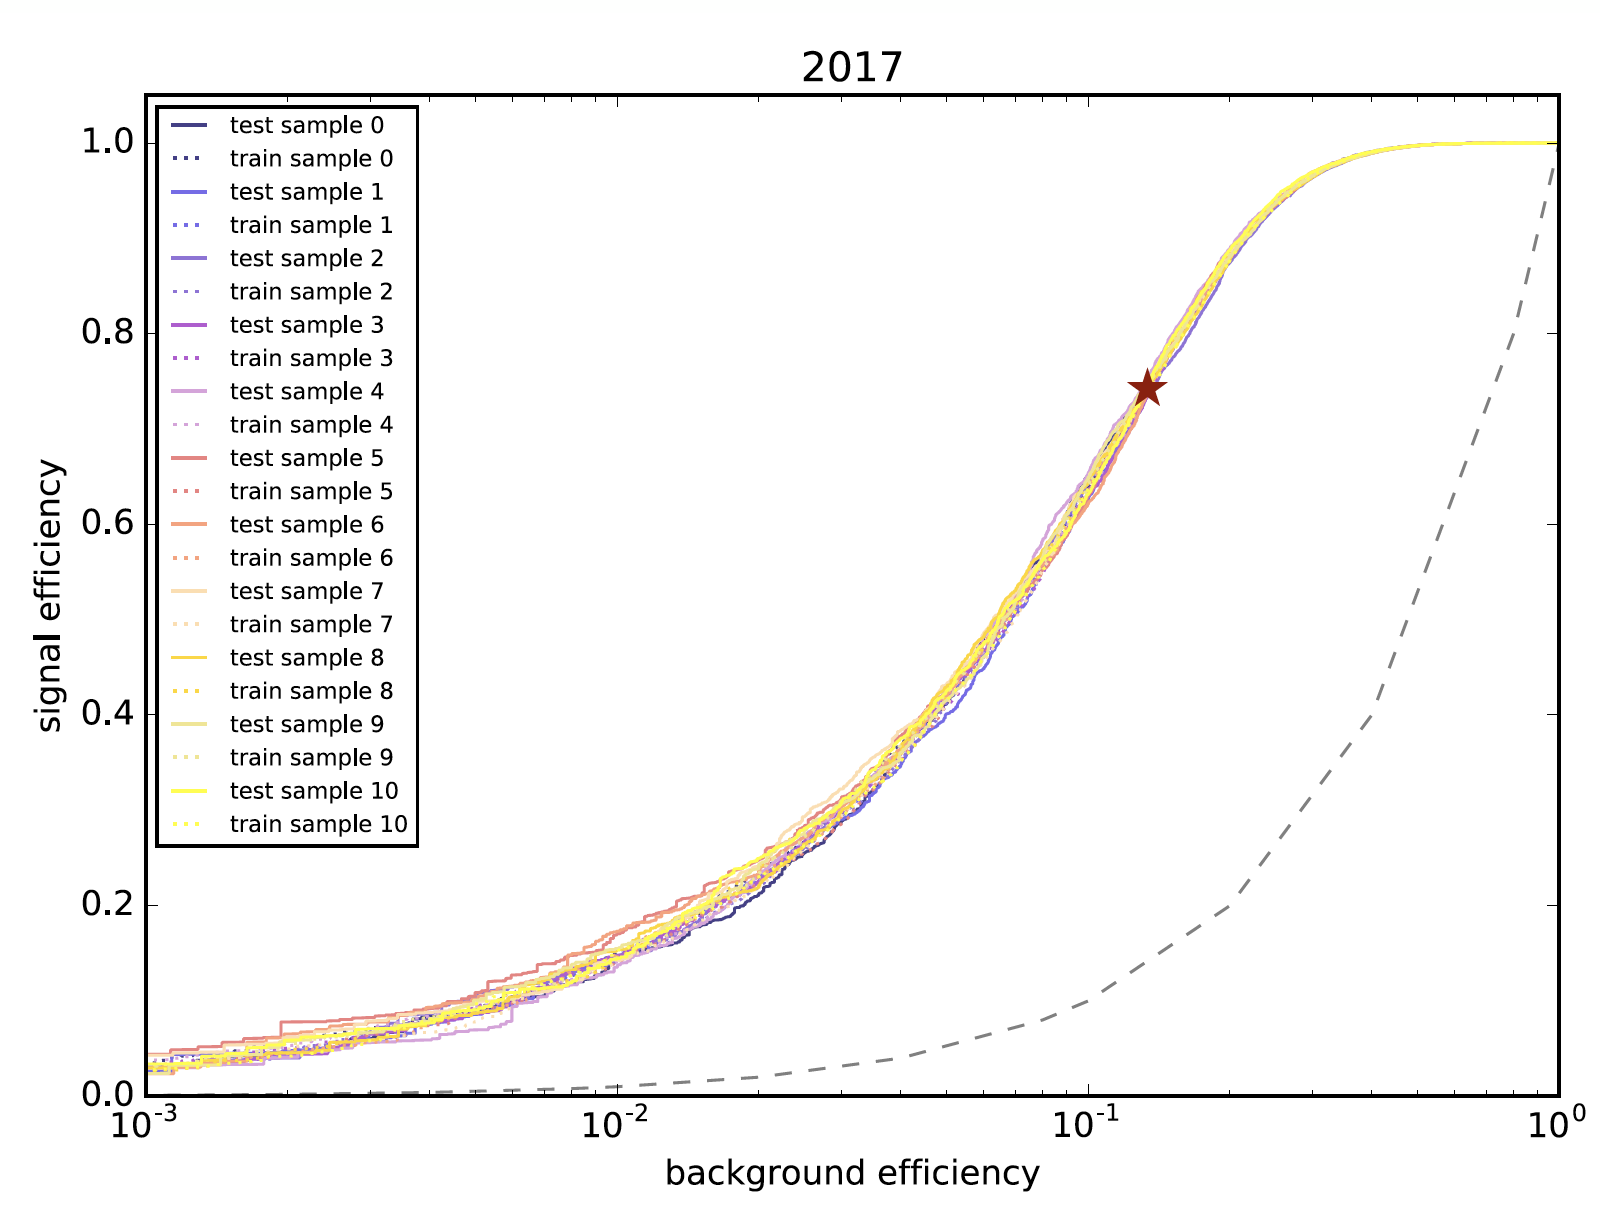 2017
test sample 0
train sample 0
test sample 1
train sample 1
test sample 2
train sample 2
test sample 3
train sample 3
test sample 4
train sample 4
test sample 5
train sample 5
test sample 6
train sample 6
test sample 7
train sample 7
test sample 8
train sample 8
test sample 9
train sample 9
test sample 10
train sample 10
1.0
0.8
0.6
0.4
0.2
0.0
signal efficiency
10⁻³ 10⁻² 10⁻¹ 10⁰
background efficiency